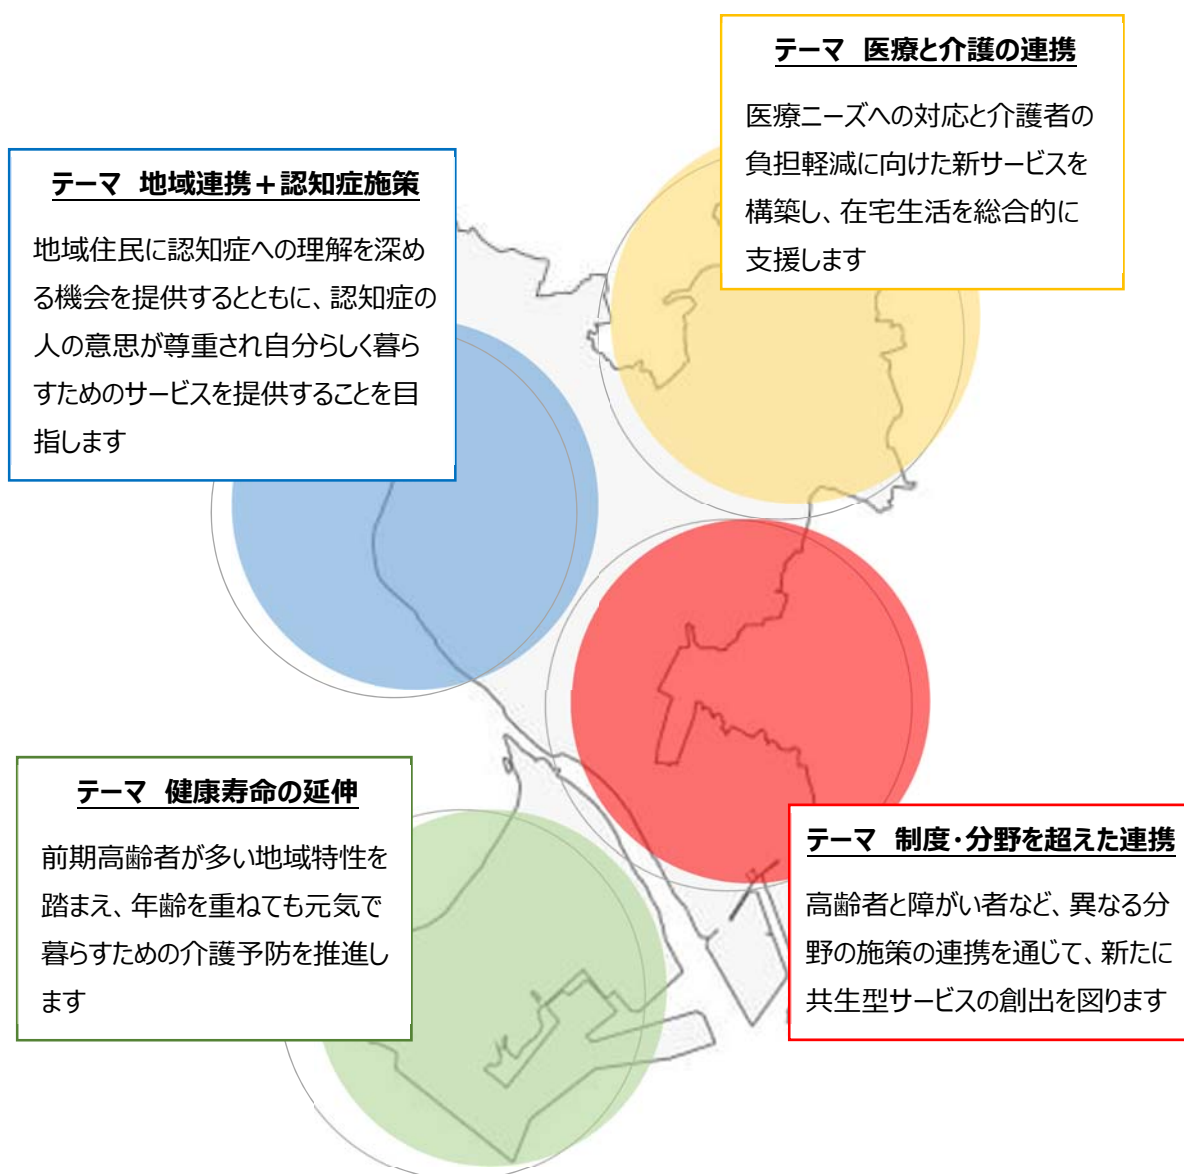 テーマ 医療と介護の連携
医療ニーズへの対応と介護者の
負担軽減に向けた新サービスを
構築し、在宅生活を総合的に
支援します
テーマ 地域連携＋認知症施策
地域住民に認知症への理解を深め
る機会を提供するとともに、認知症の
人の意思が尊重され自分らしく暮ら
すためのサービスを提供することを目
指します
テーマ 健康寿命の延伸
前期高齢者が多い地域特性を
踏まえ、年齢を重ねても元気で
暮らすための介護予防を推進し
ます
テーマ 制度・分野を超えた連携
高齢者と障がい者など、異なる分
野の施策の連携を通じて、新たに
共生型サービスの創出を図ります